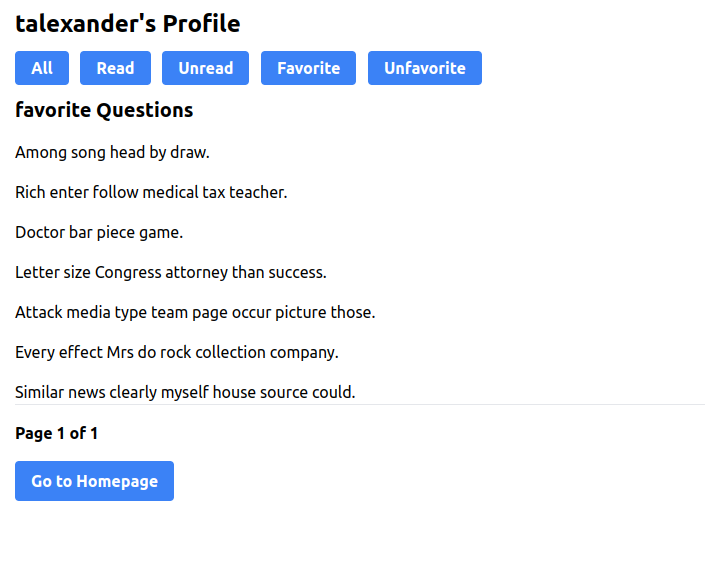 talexander's Profile
All Read Unread Favorite Unfavorite
favorite Questions
Among song head by draw.
Rich enter follow medical tax teacher.
Doctor bar piece game.
Letter size Congress attorney than success.
Attack media type team page occur picture those.
Every effect Mrs do rock collection company.
Similar news clearly myself house source could.
Page 1 of 1
Go to Homepage